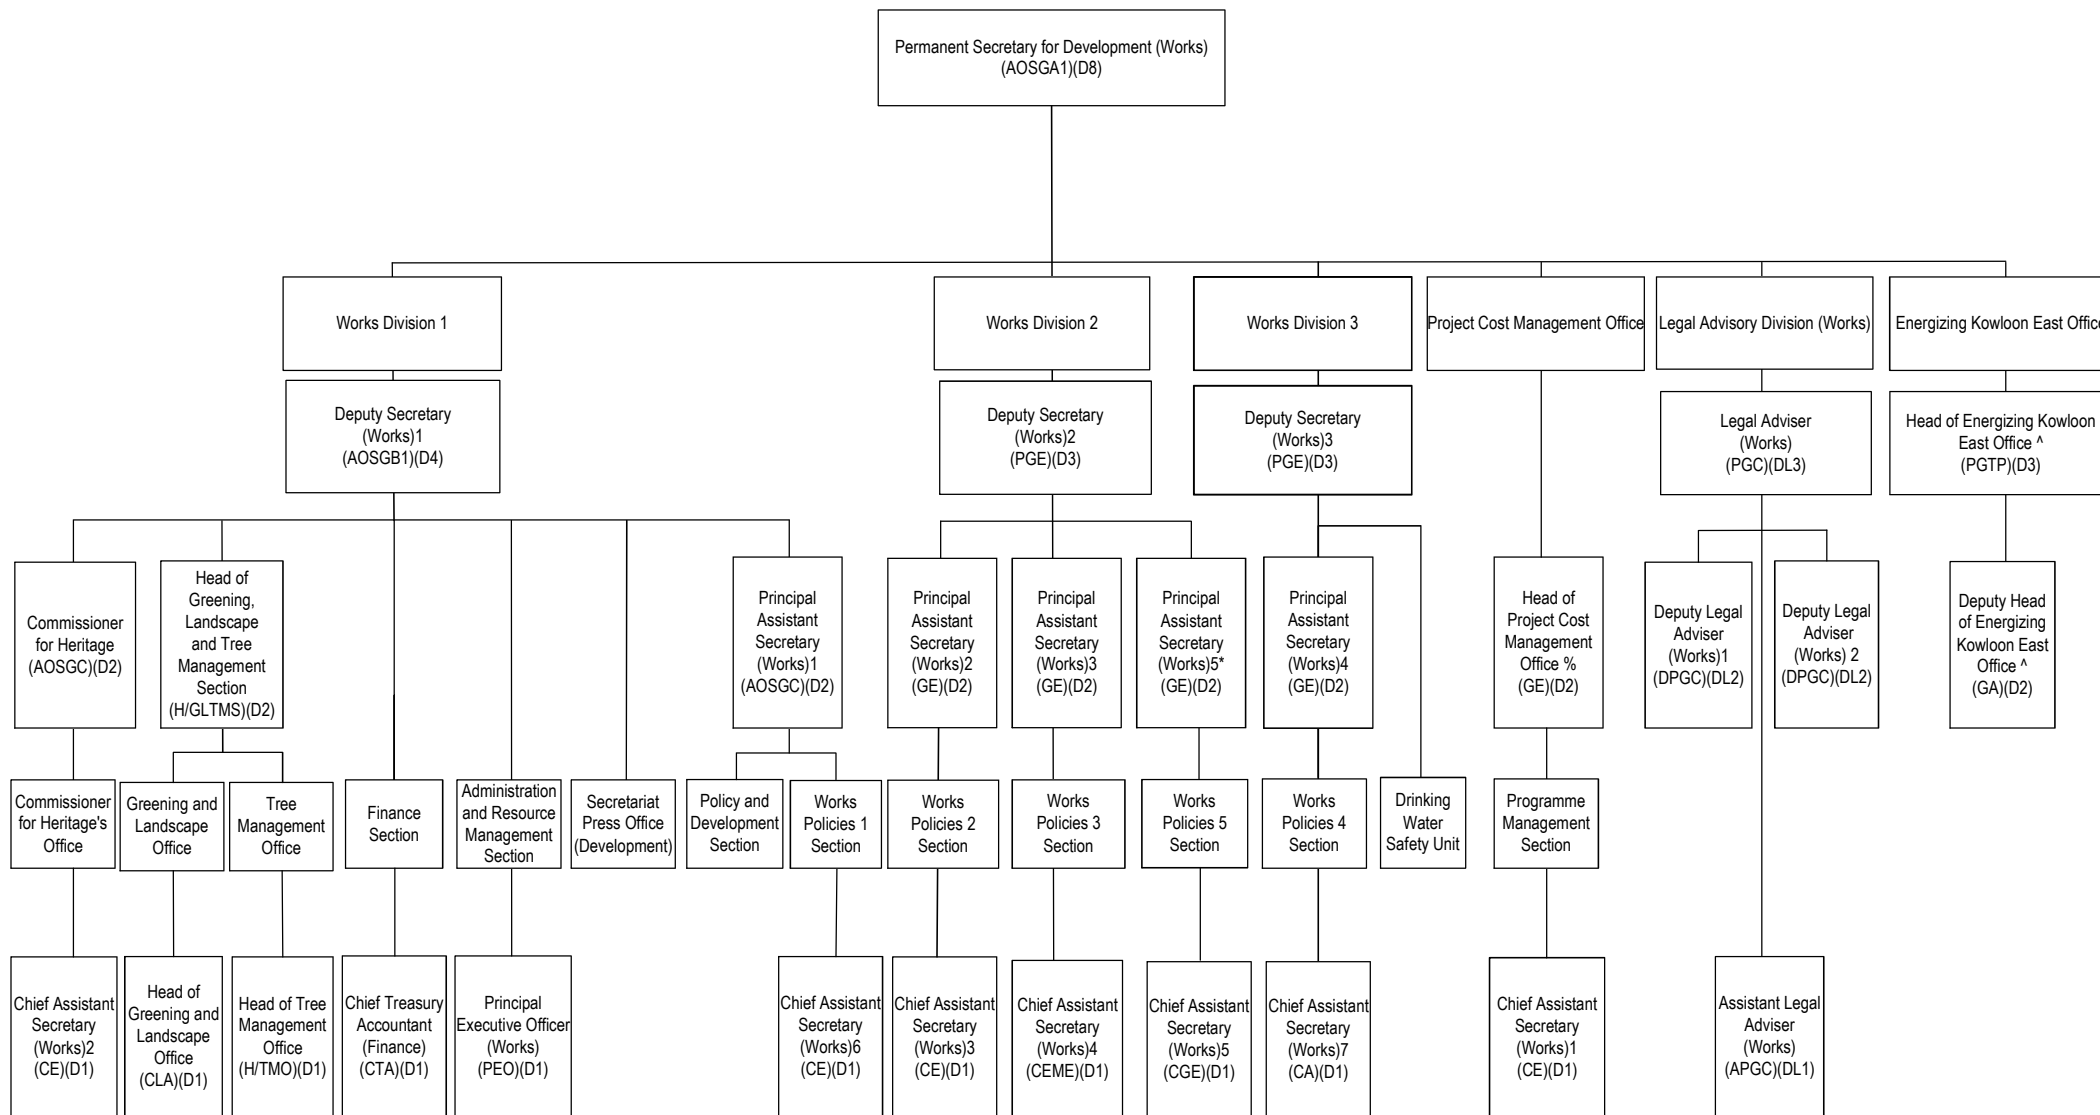 Permanent Secretary for Development (Works)
(AOSGA1)(D8)
Works Division 1
Works Division 2
Works Division 3
Project Cost Management Office
Legal Advisory Division (Works)
Energizing Kowloon East Office
Deputy Secretary
(Works)1
(AOSGB1)(D4)
Deputy Secretary
(Works)2
(PGE)(D3)
Deputy Secretary
(Works)3
(PGE)(D3)
Legal Adviser
(Works)
(PGC)(DL3)
Head of Energizing Kowloon
East Office ^
(PGTP)(D3)
Commissioner
for Heritage
(AOSGC)(D2)
Head of
Greening,
Landscape
and Tree
Management
Section
(H/GLTMS)(D2)
Principal
Assistant
Secretary
(Works)1
(AOSGC)(D2)
Principal
Assistant
Secretary
(Works)2
(GE)(D2)
Principal
Assistant
Secretary
(Works)3
(GE)(D2)
Principal
Assistant
Secretary
(Works)5*
(GE)(D2)
Principal
Assistant
Secretary
(Works)4
(GE)(D2)
Head of
Project Cost
Management
Office %
(GE)(D2)
Deputy Legal
Adviser
(Works)1
(DPGC)(DL2)
Deputy Legal
Adviser
(Works) 2
(DPGC)(DL2)
Deputy Head
of Energizing
Kowloon East
Office ^
(GA)(D2)
Commissioner
for Heritage's
Office
Greening and
Landscape
Office
Tree
Management
Office
Finance
Section
Administration
and Resource
Management
Section
Secretariat
Press Office
(Development)
Policy and
Development
Section
Works
Policies 1
Section
Works
Policies 2
Section
Works
Policies 3
Section
Works
Policies 5
Section
Works
Policies 4
Section
Drinking
Water
Safety Unit
Programme
Management
Section
Chief Assistant
Secretary
(Works)2
(CE)(D1)
Head of
Greening and
Landscape
Office
(CLA)(D1)
Head of Tree
Management
Office
(H/TMO)(D1)
Chief Treasury
Accountant
(Finance)
(CTA)(D1)
Principal
Executive Officer
(Works)
(PEO)(D1)
Chief Assistant
Secretary
(Works)6
(CE)(D1)
Chief Assistant
Secretary
(Works)3
(CE)(D1)
Chief Assistant
Secretary
(Works)4
(CEME)(D1)
Chief Assistant
Secretary
(Works)5
(CGE)(D1)
Chief Assistant
Secretary
(Works)7
(CA)(D1)
Chief Assistant
Secretary
(Works)1
(CE)(D1)
Assistant Legal
Adviser
(Works)
(APGC)(DL1)